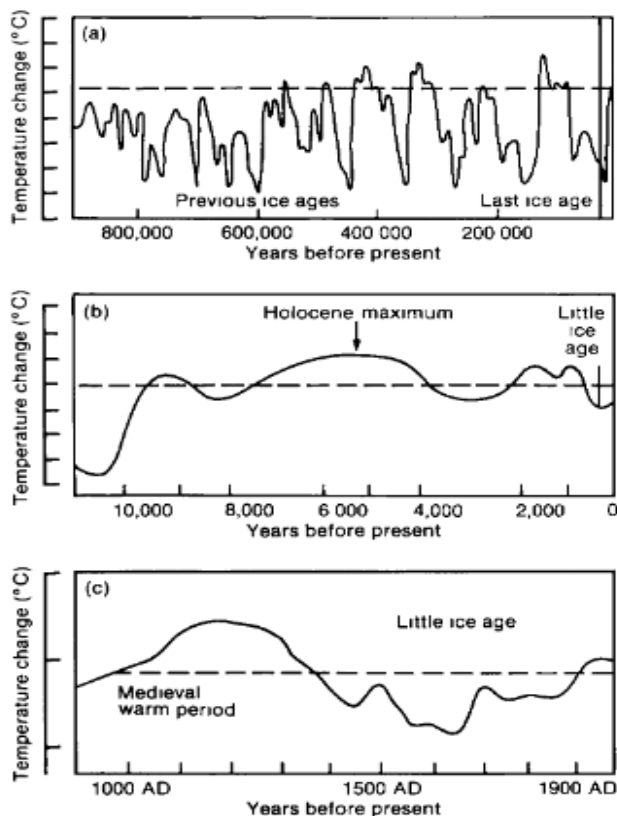 (a)
Temperature change (°C)
Previous ice ages
Last ice age
800,000 600,000 400 000 200 000
Years before present
(b)
Temperature change (°C)
Holocene maximum
Little
ice
age
10,000 8,000 6 000 4,000 2,000 0
Years before present
(c)
Temperature change (°C)
Little ice age
Medieval
warm period
1000 AD 1500 AD 1900 AD
Years before present